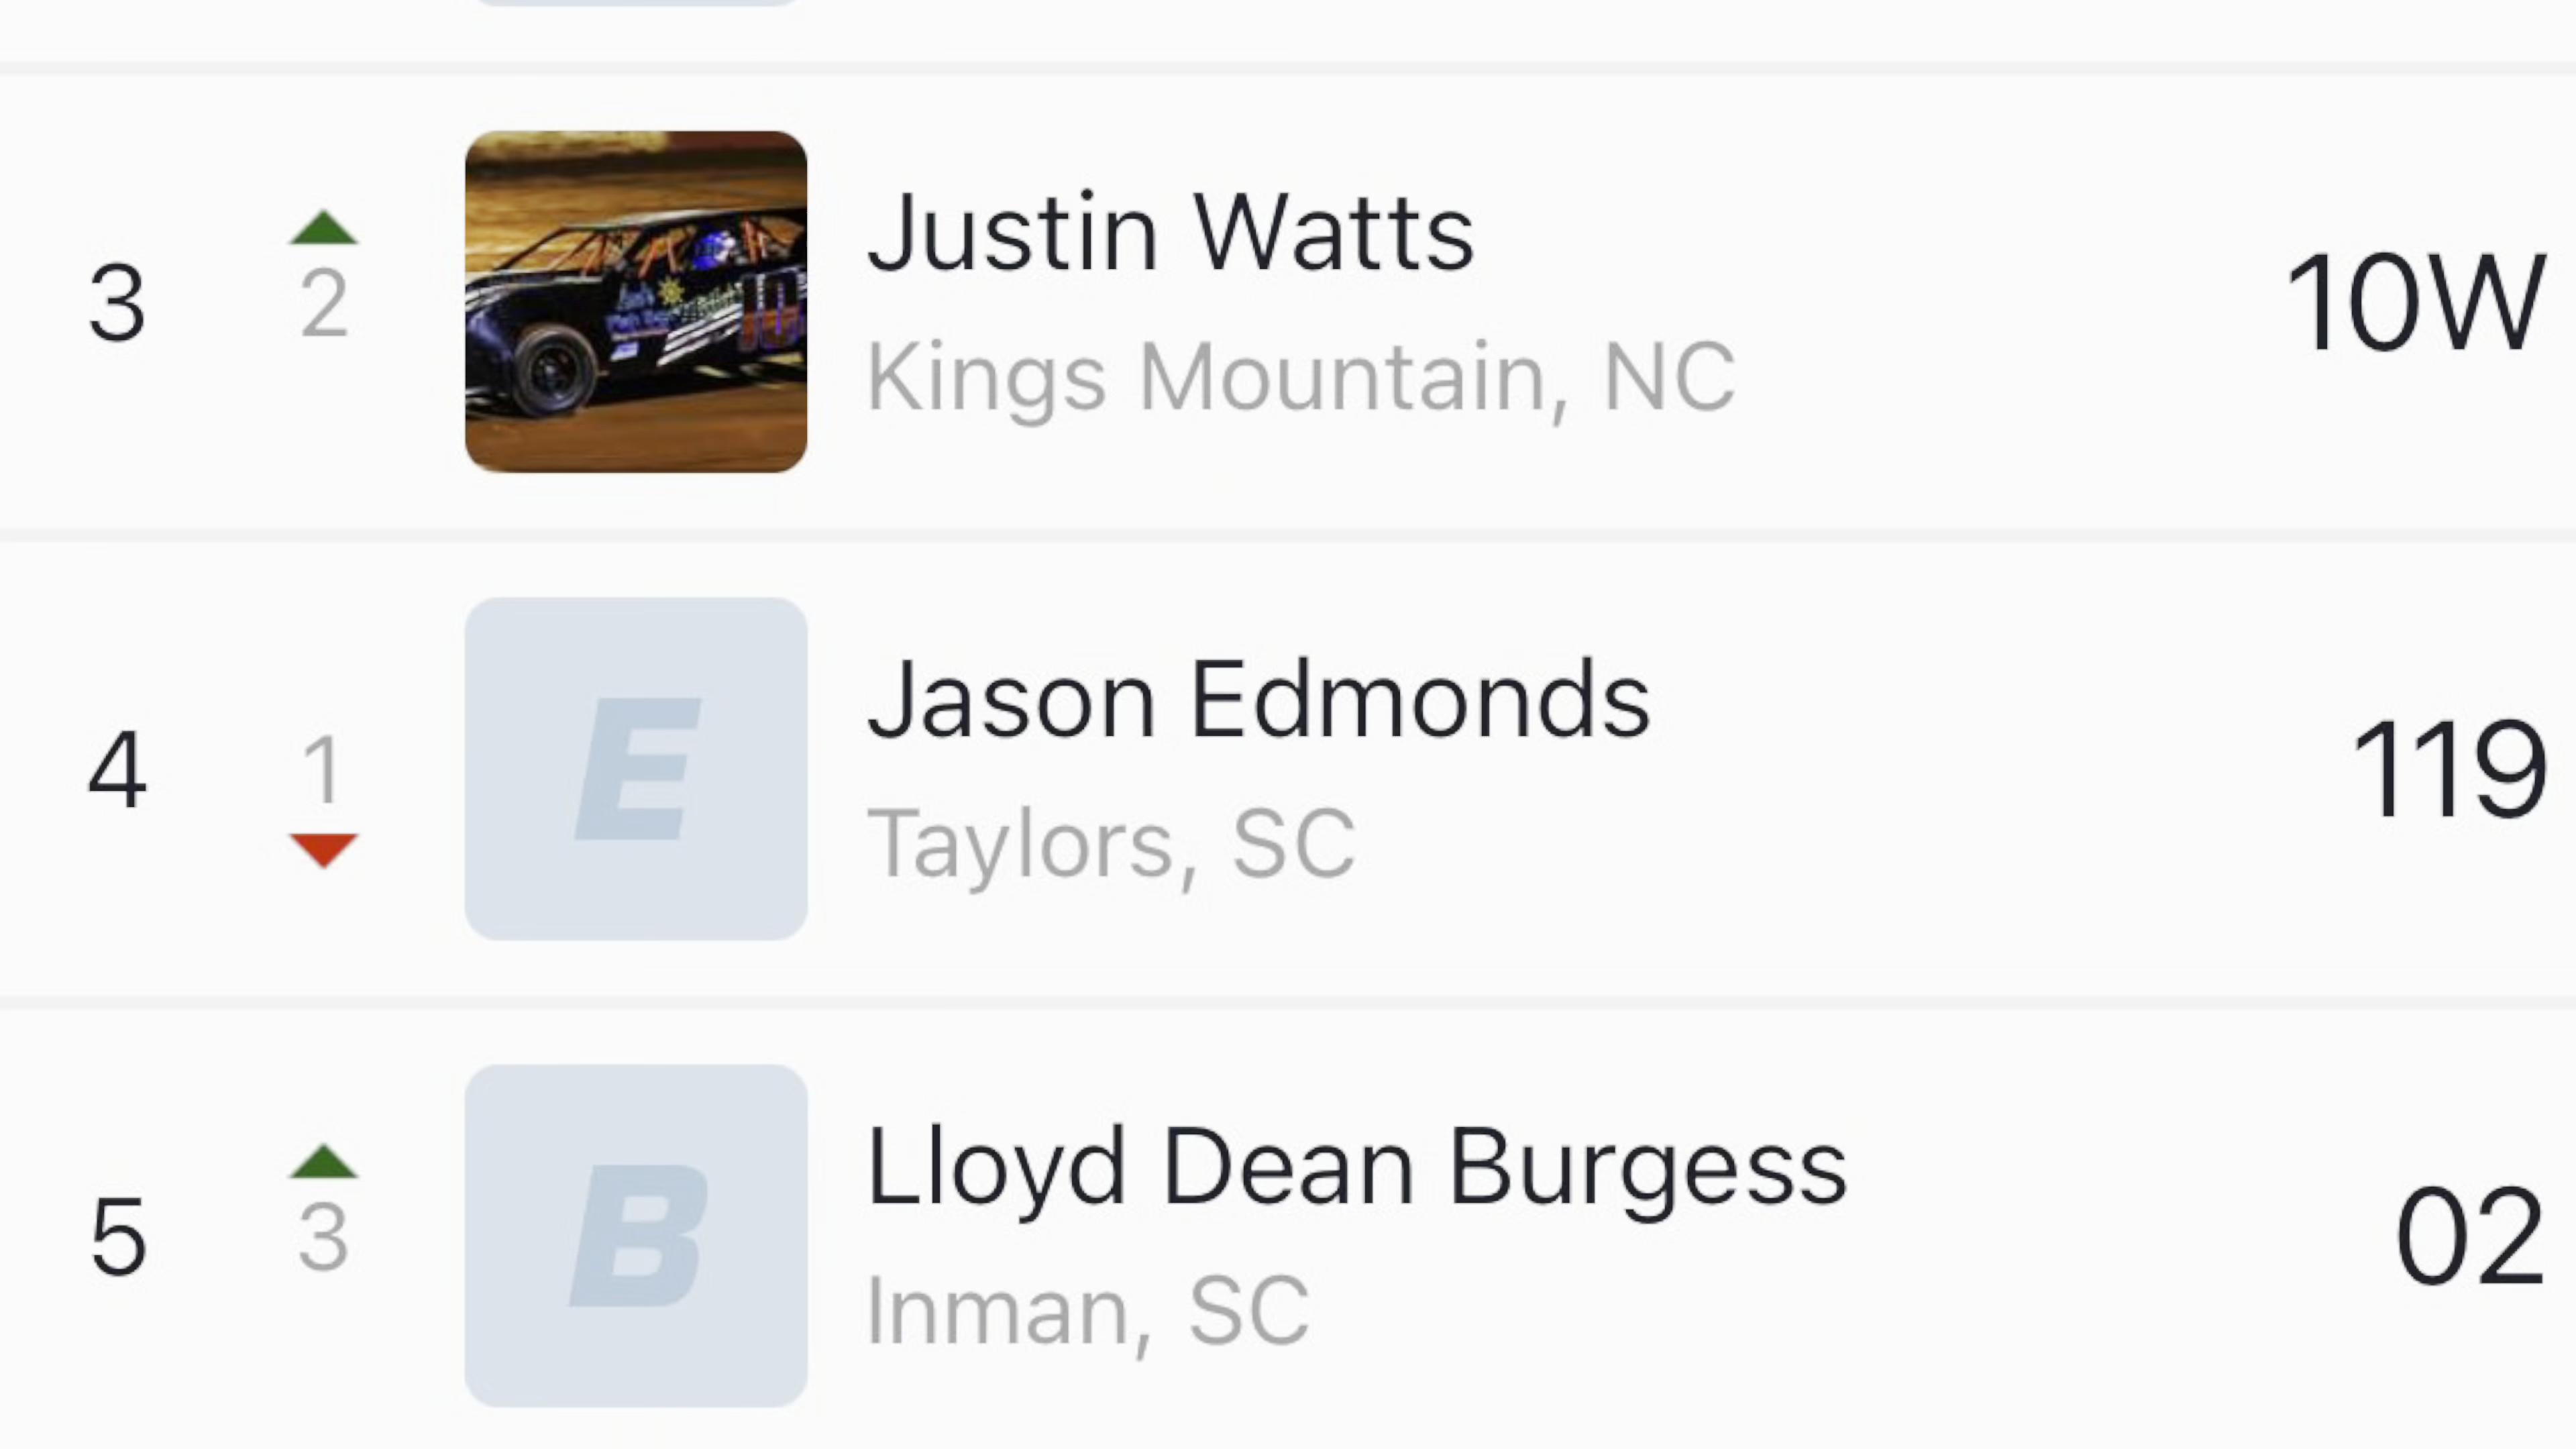 3
2
10
Justin Watts
Kings Mountain, NC
10W
4
1
E
Jason Edmonds
Taylors, SC
119
5
3
B
Lloyd Dean Burgess
Inman, SC
02